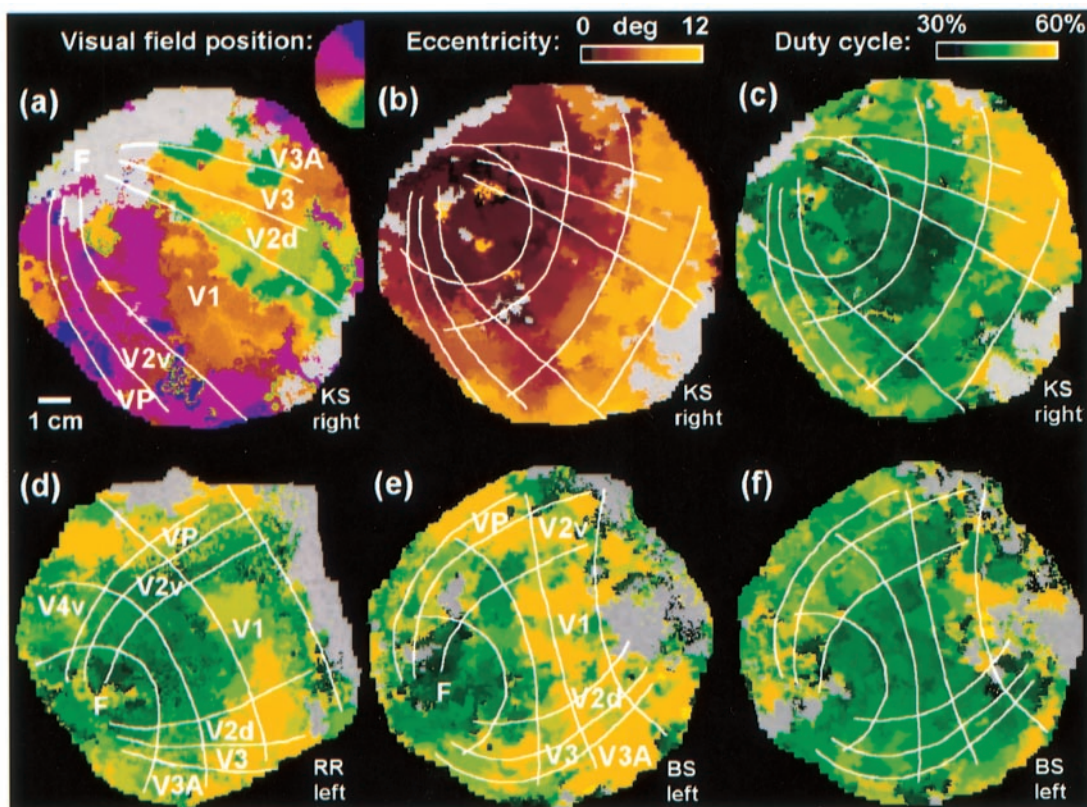 Visual field position:
Eccentricity:
0 deg 12
Duty cycle:
30% 60%
(a)
F
V3A
V3
V2d
V1
V2v
VP
1 cm
KS
right
(b)
KS
right
(c)
KS
right
(d)
VP
V2v
V4v
V1
F
V2d
V3
V3A
RR
left
(e)
VP
V2v
V1
F
V2d
V3
V3A
BS
left
(f)
BS
left